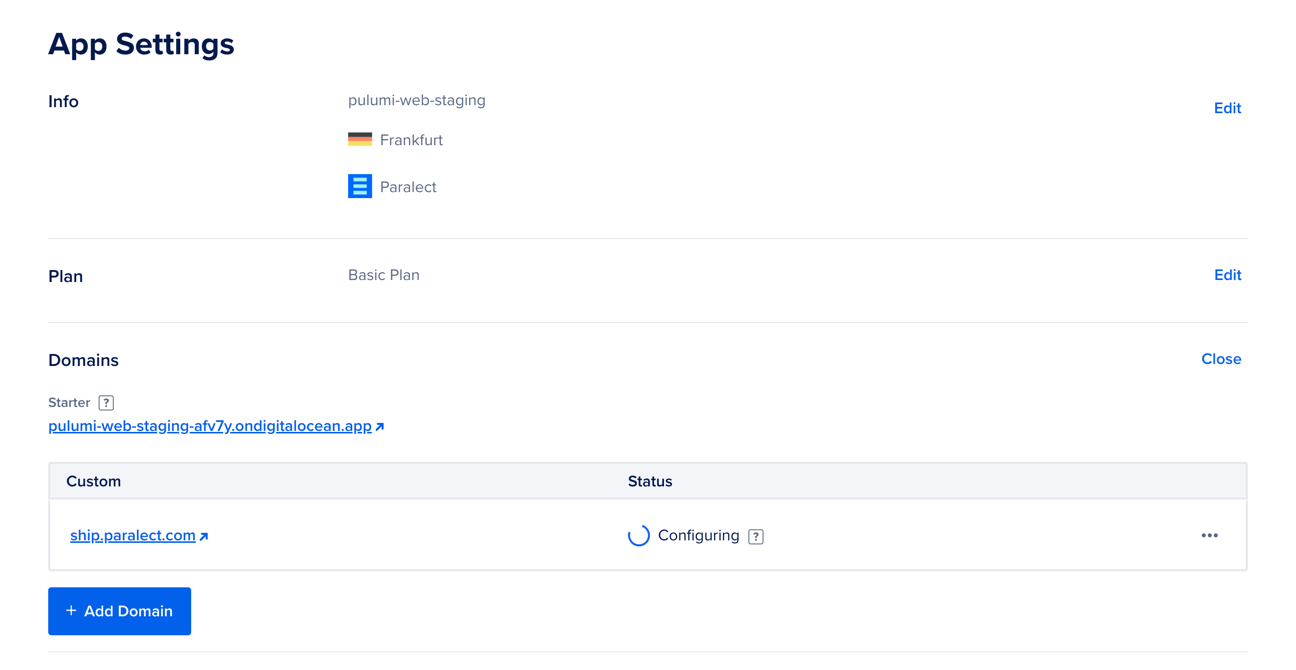 App Settings
Info
pulumi-web-staging
Edit
Frankfurt
Paralect
Plan
Basic Plan
Edit
Domains
Close
Starter ?
pulumi-web-staging-afv7y.ondigitalocean.app
Custom Status
ship.paralect.com Configuring ? •••
+ Add Domain